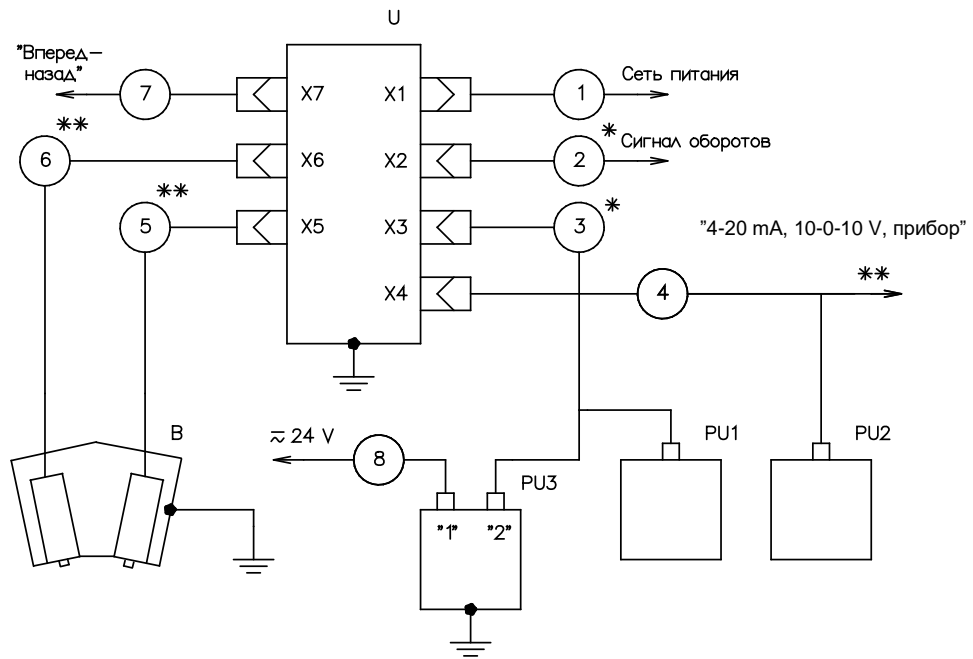 U
"Вперед-
назад"
7
X7
X1
1
Сеть питания
**
6
X6
X2
2
*
Сигнал оборотов
**
5
X5
X3
3
*
"4-20 mA, 10-0-10 V, прибор"
X4
4
**
B
≂ 24 V
8
PU1
PU2
PU3
"1" "2"